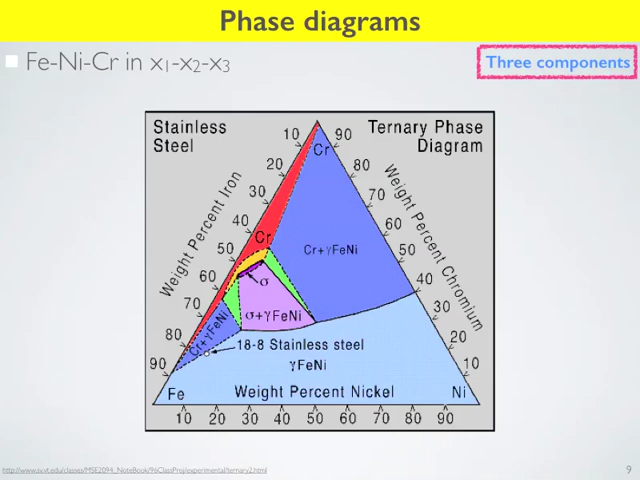 Phase diagrams
Fe-Ni-Cr in x1-x2-x3
Three components
Stainless
Steel
Ternary Phase
Diagram
10
20
30
40
50
60
70
80
90
Weight Percent Iron
90
80
70
60
50
40
30
20
10
Weight Percent Chromium
Cr
Cr
Cr+γFeNi
σ
σ+γFeNi
Cr+γFeNi
18-8 Stainless steel
γFeNi
Fe
Weight Percent Nickel
Ni
10 20 30 40 50 60 70 80 90
http://www.sv.vt.edu/classes/MSE2094_NoteBook/96ClassProj/experimental/ternary2.html
9